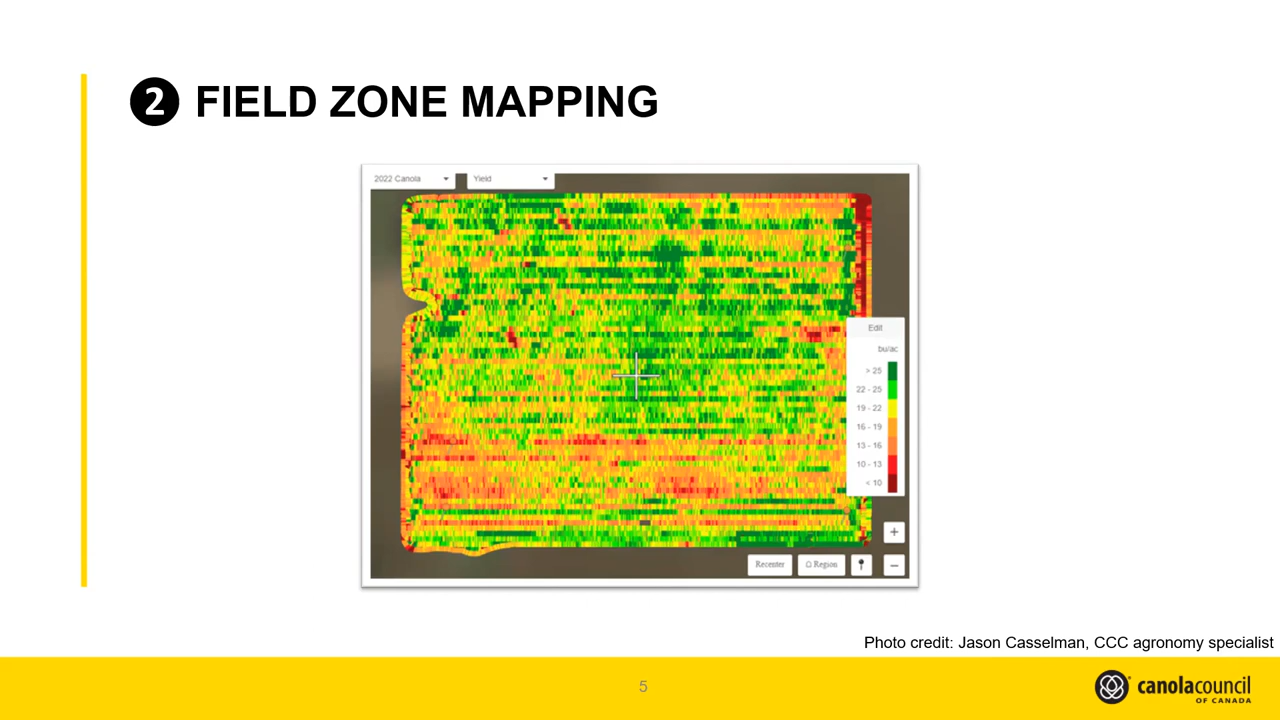 ❷ FIELD ZONE MAPPING
2022 Canola
Yield
Edit
bu/ac
> 25
22 - 25
19 - 22
16 - 19
13 - 16
10 - 13
< 10
+
Recenter
Region
−
Photo credit: Jason Casselman, CCC agronomy specialist
5
canolacouncil
OF CANADA